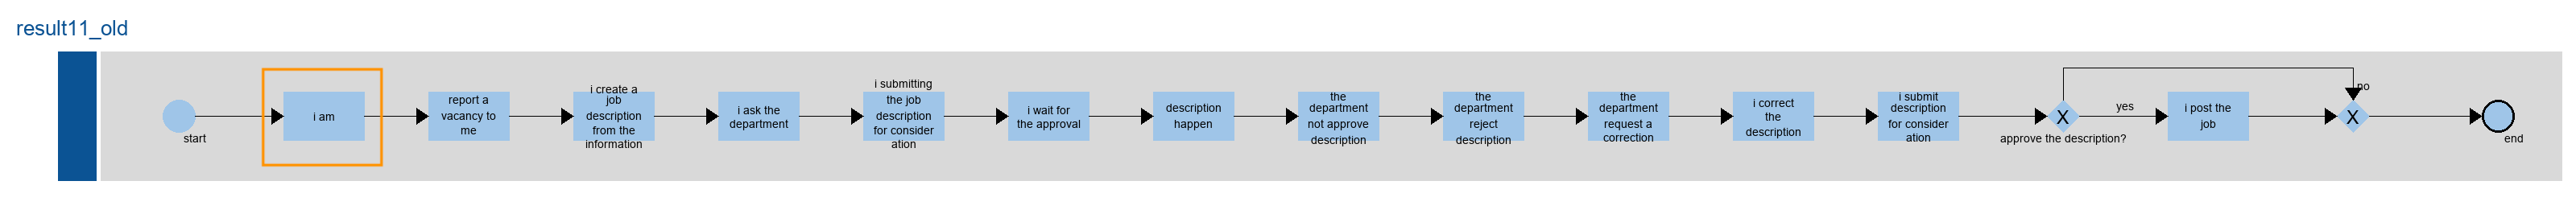 result11_old
start
i am
report a
vacancy to
me
i create a
job
description
from the
information
i ask the
department
i submitting
the job
description
for consider
ation
i wait for
the approval
description
happen
the
department
not approve
description
the
department
reject
description
the
department
request a
correction
i correct
the
description
i submit
description
for consider
ation
X
approve the description?
yes
i post the
job
no
X
end